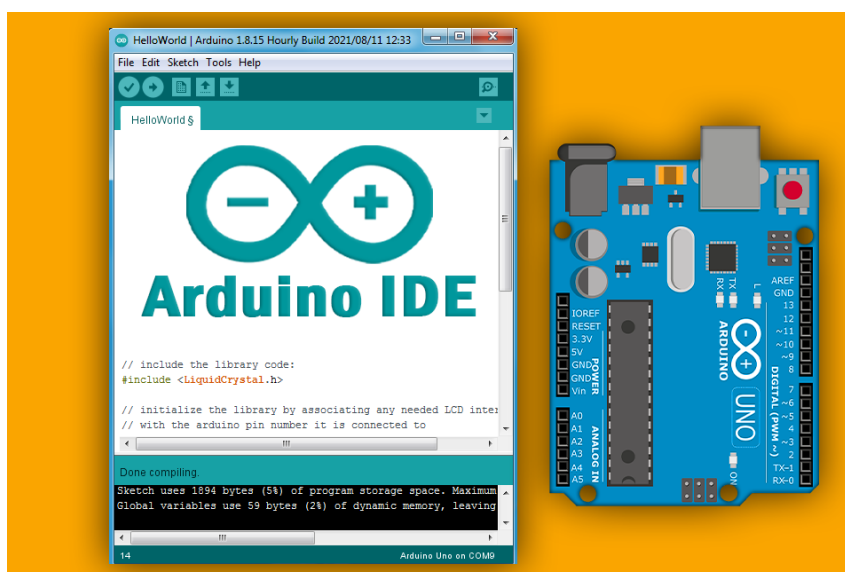 HelloWorld | Arduino 1.8.15 Hourly Build 2021/08/11 12:33
File Edit Sketch Tools Help
HelloWorld §
Arduino IDE
// include the library code:
#include <LiquidCrystal.h>
// initialize the library by associating any needed LCD inter
// with the arduino pin number it is connected to
Done compiling.
Sketch uses 1894 bytes (5%) of program storage space. Maximum
Global variables use 59 bytes (2%) of dynamic memory, leaving
14
Arduino Uno on COM9
RX
TX
L
ARDUINO
UNO
ON
IOREF
RESET
3.3V
5V
GND
GND
Vin
POWER
A0
A1
A2
A3
A4
A5
ANALOG IN
AREF
GND
13
12
~11
~10
~9
8
7
~6
~5
4
~3
2
TX-1
RX-0
DIGITAL (PWM ~)